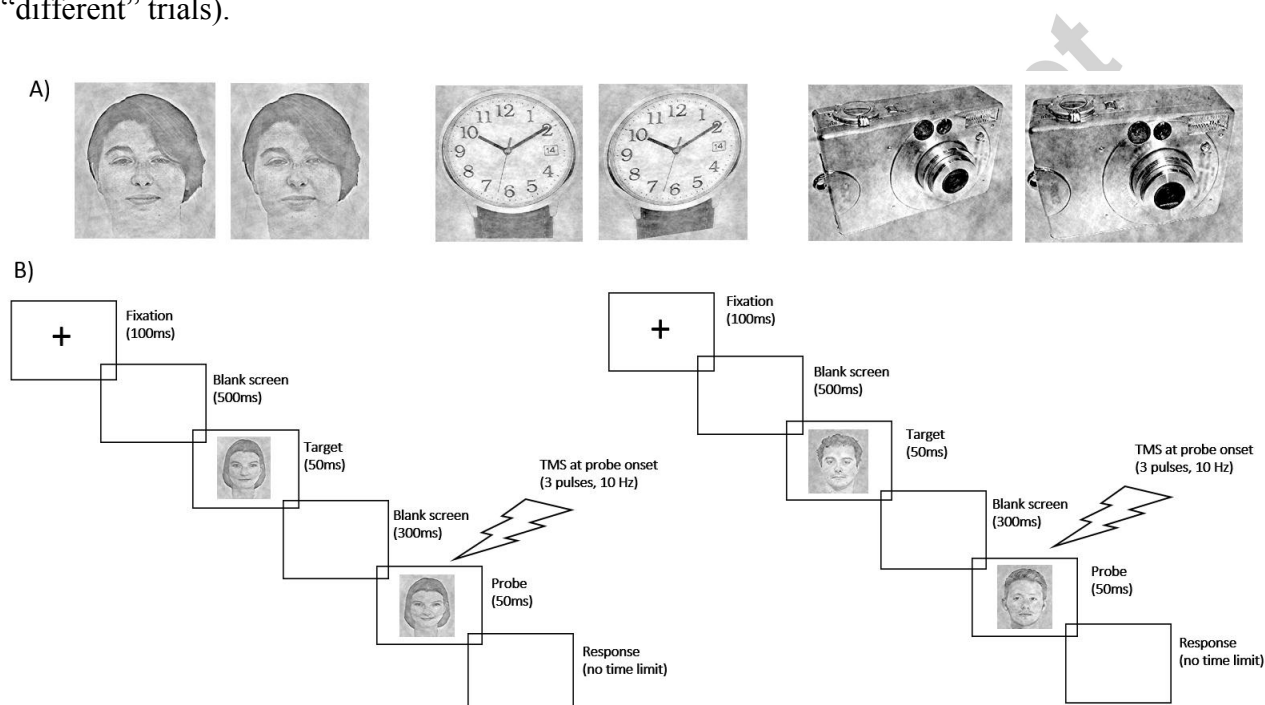 “different” trials).
A)
B)
Fixation
(100ms)
Blank screen
(500ms)
Target
(50ms)
TMS at probe onset
(3 pulses, 10 Hz)
Blank screen
(300ms)
Probe
(50ms)
Response
(no time limit)
Fixation
(100ms)
Blank screen
(500ms)
Target
(50ms)
TMS at probe onset
(3 pulses, 10 Hz)
Blank screen
(300ms)
Probe
(50ms)
Response
(no time limit)
11 12 1
10 2
9 14
8 4
7 6 5
11 12 1
10 2
9 14
8 4
7 6 5